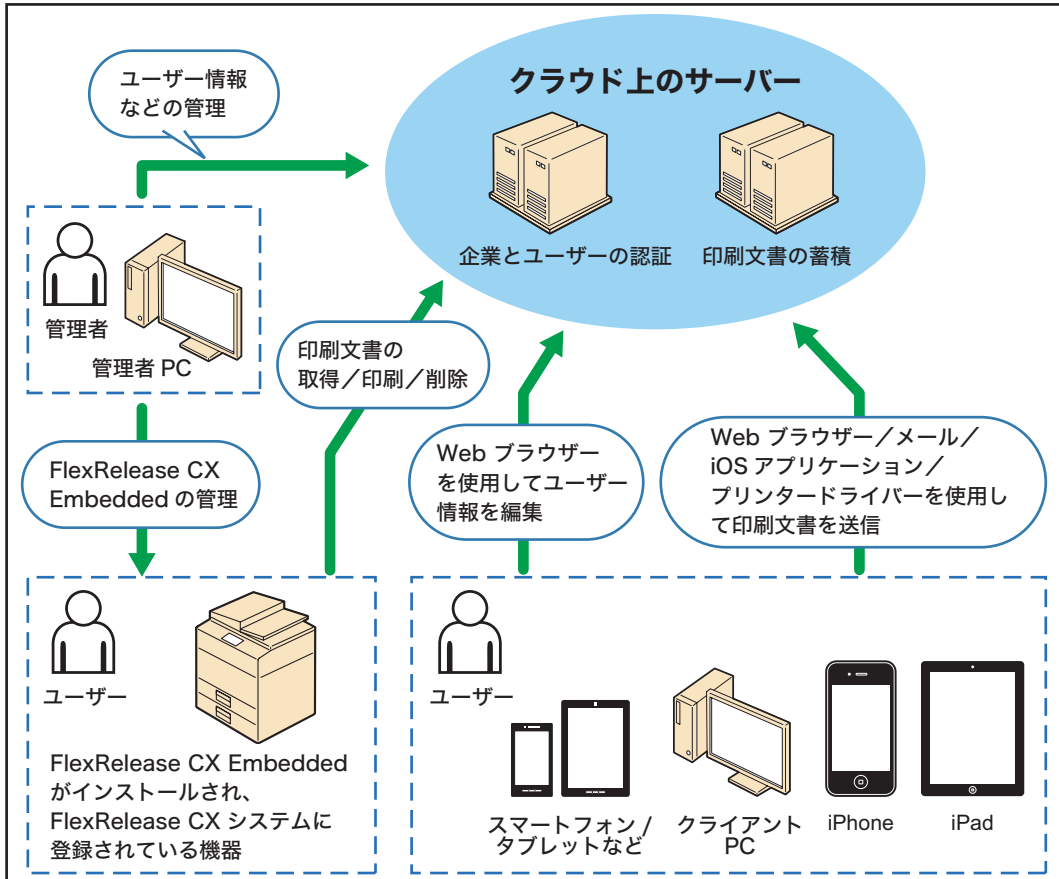 ユーザー情報
などの管理
クラウド上のサーバー
企業とユーザーの認証
印刷文書の蓄積
管理者
管理者 PC
印刷文書の
取得／印刷／削除
FlexRelease CX
Embedded の管理
Web ブラウザー
を使用してユーザー
情報を編集
Web ブラウザー／メール／
iOS アプリケーション／
プリンタードライバーを使用し
て印刷文書を送信
ユーザー
FlexRelease CX Embedded
がインストールされ、
FlexRelease CX システムに
登録されている機器
ユーザー
スマートフォン/
タブレットなど
クライアント
PC
iPhone
iPad